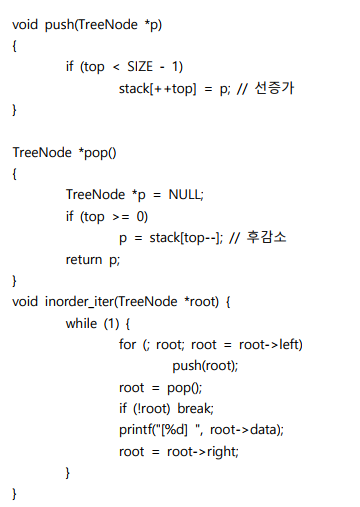 void push(TreeNode *p)
{
if (top < SIZE - 1)
stack[++top] = p; // 선증가
}
TreeNode *pop()
{
TreeNode *p = NULL;
if (top >= 0)
p = stack[top--]; // 후감소
return p;
}
void inorder_iter(TreeNode *root) {
while (1) {
for (; root; root = root->left)
push(root);
root = pop();
if (!root) break;
printf("[%d] ", root->data);
root = root->right;
}
}